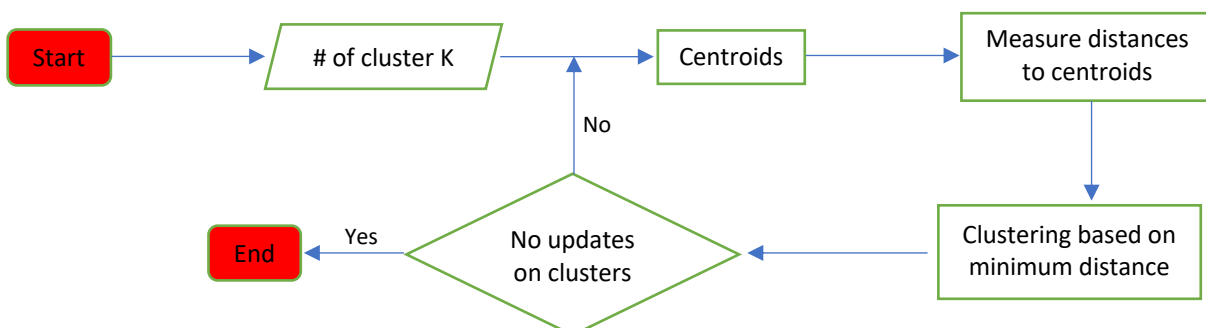 Start
# of cluster K
Centroids
Measure distances
to centroids
No
Clustering based on
minimum distance
No updates
on clusters
Yes
End